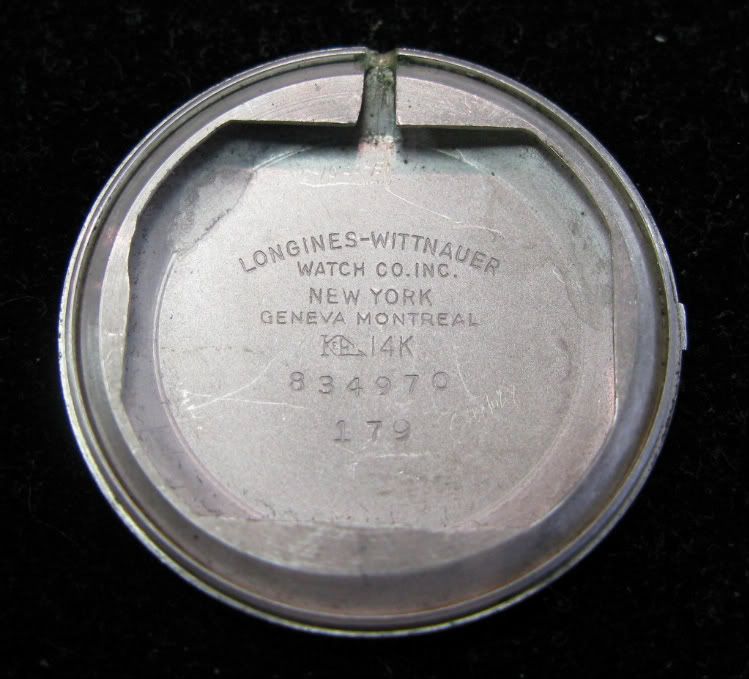 LONGINES-WITTNAUER
WATCH CO. INC.
NEW YORK
GENEVA MONTREAL
14K
834970
179